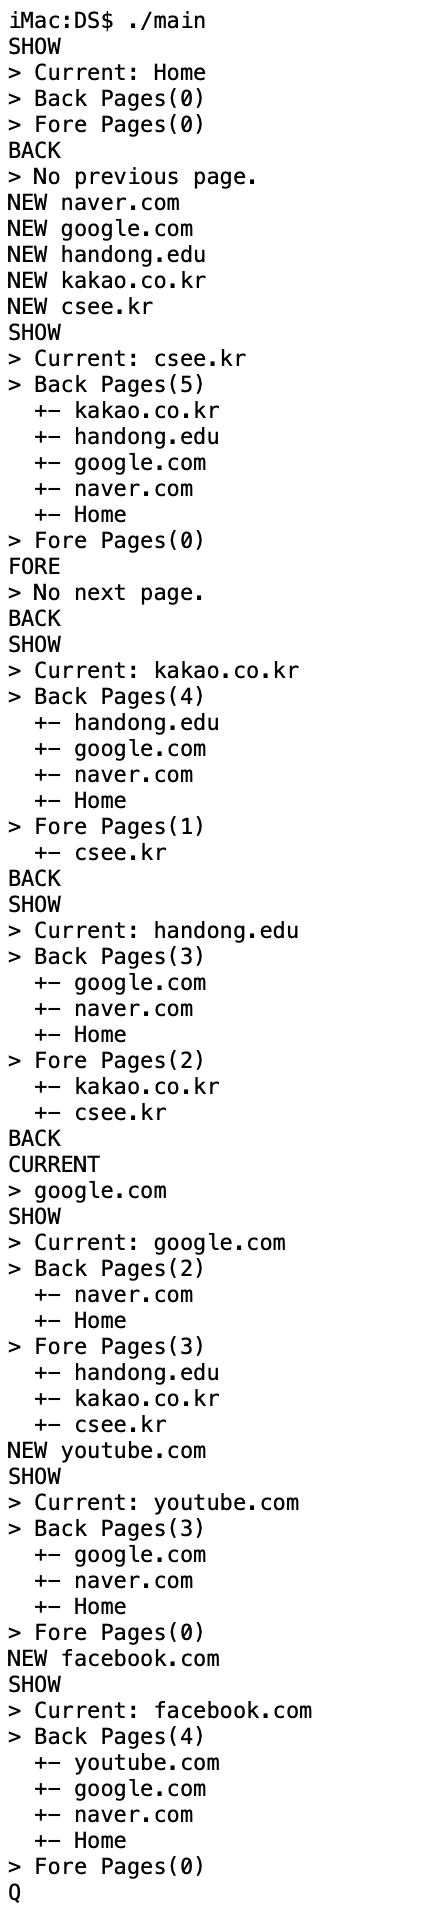 iMac:DS$ ./main
SHOW
> Current: Home
> Back Pages(0)
> Fore Pages(0)
BACK
> No previous page.
NEW naver.com
NEW google.com
NEW handong.edu
NEW kakao.co.kr
NEW csee.kr
SHOW
> Current: csee.kr
> Back Pages(5)
  +- kakao.co.kr
  +- handong.edu
  +- google.com
  +- naver.com
  +- Home
> Fore Pages(0)
FORE
> No next page.
BACK
SHOW
> Current: kakao.co.kr
> Back Pages(4)
  +- handong.edu
  +- google.com
  +- naver.com
  +- Home
> Fore Pages(1)
  +- csee.kr
BACK
SHOW
> Current: handong.edu
> Back Pages(3)
  +- google.com
  +- naver.com
  +- Home
> Fore Pages(2)
  +- kakao.co.kr
  +- csee.kr
BACK
CURRENT
> google.com
SHOW
> Current: google.com
> Back Pages(2)
  +- naver.com
  +- Home
> Fore Pages(3)
  +- handong.edu
  +- kakao.co.kr
  +- csee.kr
NEW youtube.com
SHOW
> Current: youtube.com
> Back Pages(3)
  +- google.com
  +- naver.com
  +- Home
> Fore Pages(0)
NEW facebook.com
SHOW
> Current: facebook.com
> Back Pages(4)
  +- youtube.com
  +- google.com
  +- naver.com
  +- Home
> Fore Pages(0)
Q